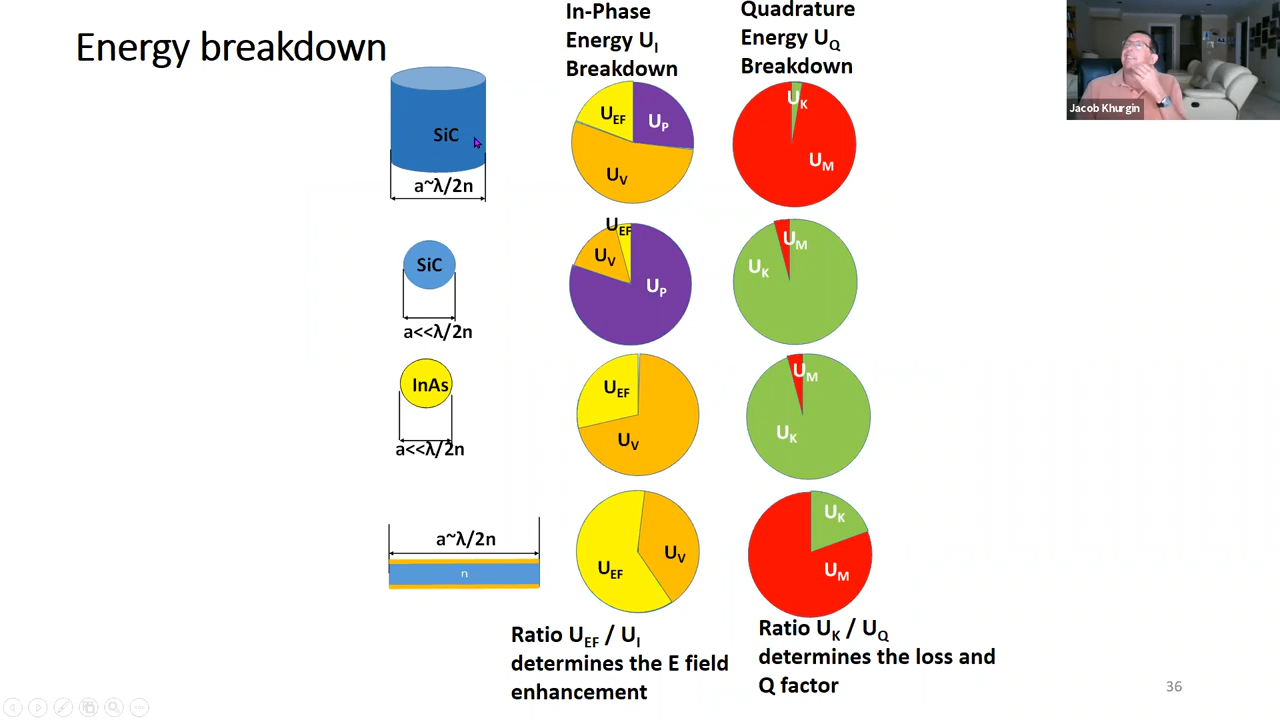 Energy breakdown
In-Phase
Energy U_I
Breakdown
Quadrature
Energy U_Q
Breakdown
Jacob Khurgin
SiC
a~λ/2n
U_EF
U_P
U_V
U_K
U_M
SiC
a<<λ/2n
U_EF
U_V
U_P
U_M
U_K
InAs
a<<λ/2n
U_EF
U_V
U_M
U_K
a~λ/2n
n
U_EF
U_V
U_K
U_M
Ratio U_EF / U_I
determines the E field
enhancement
Ratio U_K / U_Q
determines the loss and
Q factor
36